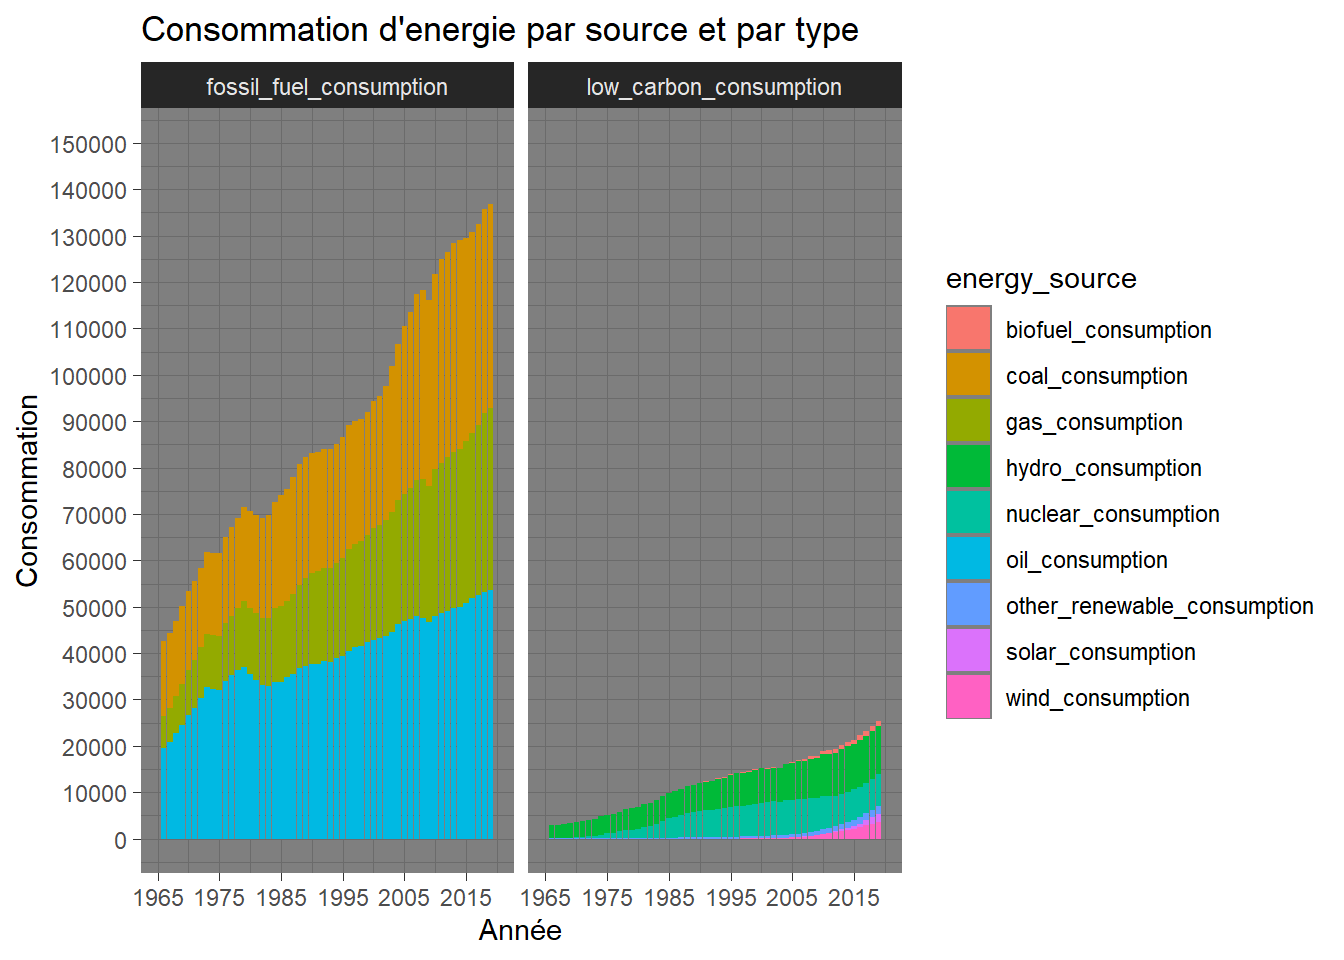 Consommation d'energie par source et par type
fossil_fuel_consumption
low_carbon_consumption
Consommation
150000
140000
130000
120000
110000
100000
90000
80000
70000
60000
50000
40000
30000
20000
10000
0
1965 1975 1985 1995 2005 2015
1965 1975 1985 1995 2005 2015
Année
energy_source
biofuel_consumption
coal_consumption
gas_consumption
hydro_consumption
nuclear_consumption
oil_consumption
other_renewable_consumption
solar_consumption
wind_consumption